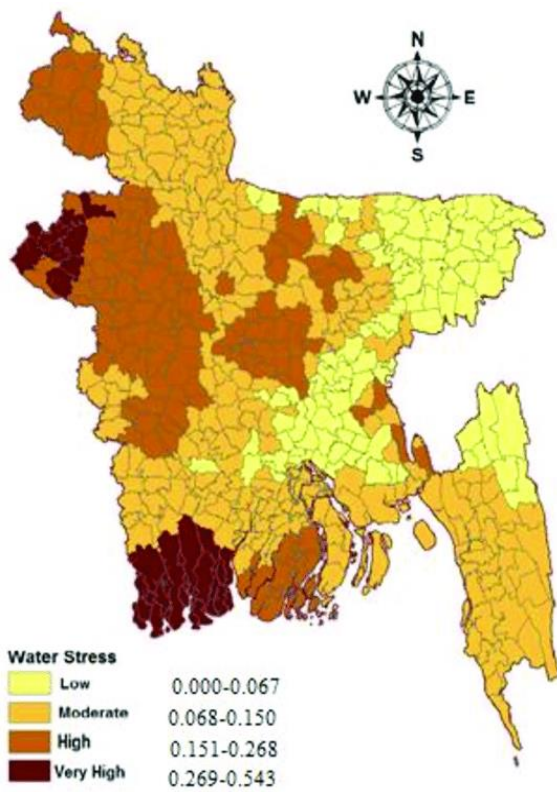 N
W E
S
Water Stress
Low 0.000-0.067
Moderate 0.068-0.150
High 0.151-0.268
Very High 0.269-0.543